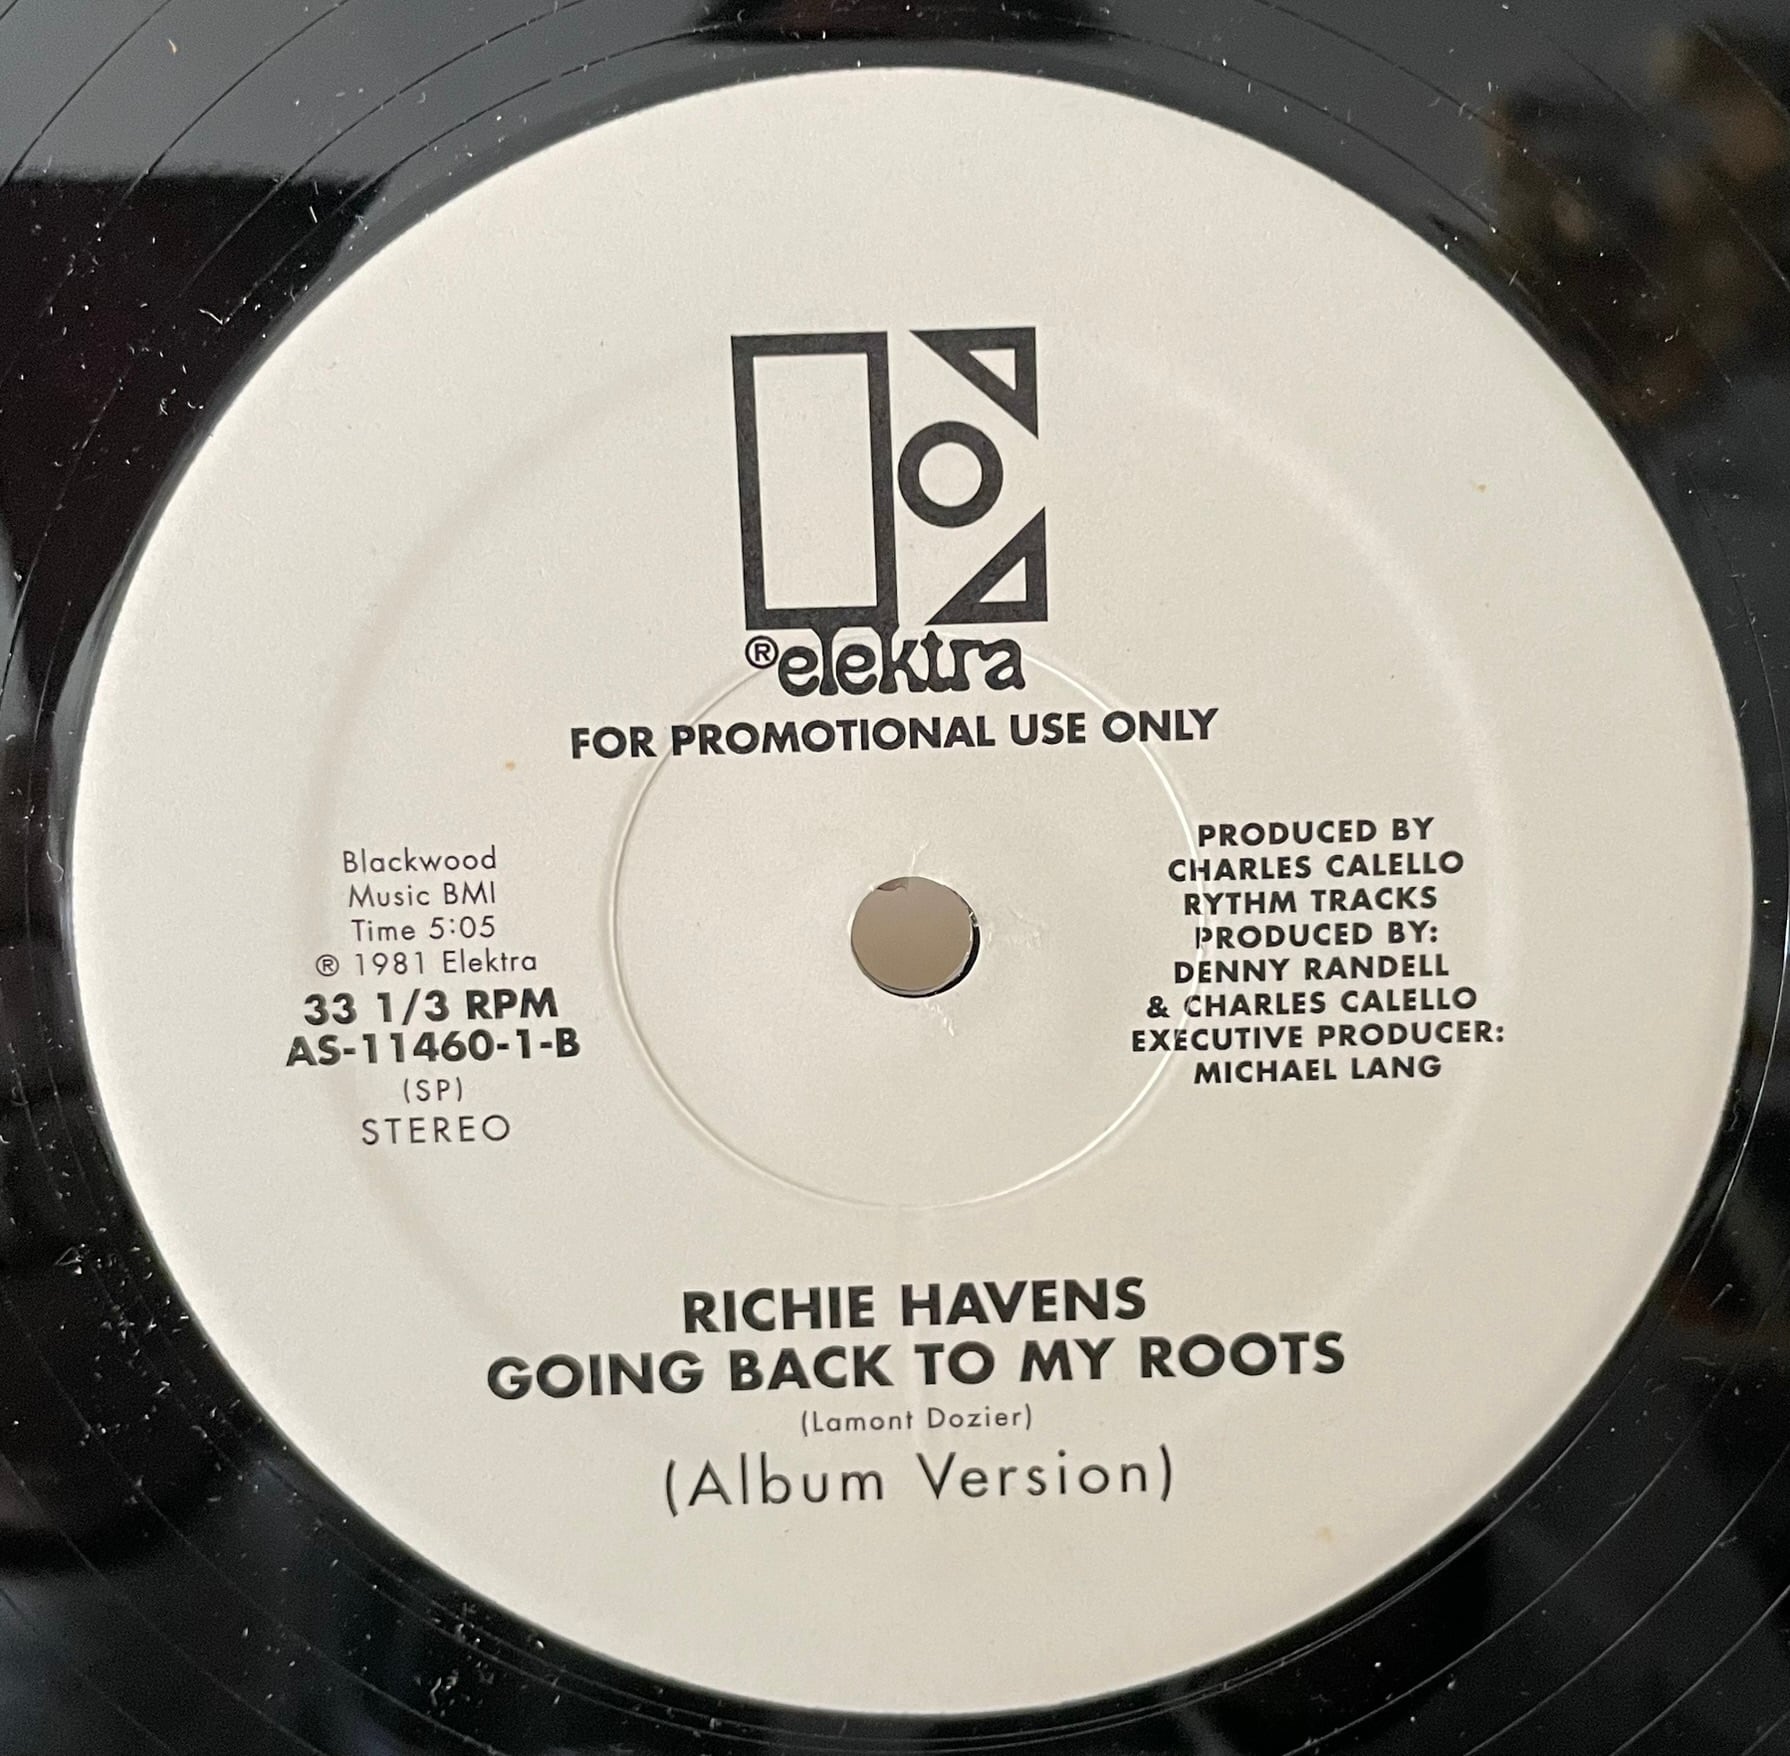 ®elektra
FOR PROMOTIONAL USE ONLY
Blackwood
Music BMI
Time 5:05
® 1981 Elektra
33 1/3 RPM
AS-11460-1-B
(SP)
STEREO
PRODUCED BY
CHARLES CALELLO
RYTHM TRACKS
PRODUCED BY:
DENNY RANDELL
& CHARLES CALELLO
EXECUTIVE PRODUCER:
MICHAEL LANG
RICHIE HAVENS
GOING BACK TO MY ROOTS
(Lamont Dozier)
(Album Version)